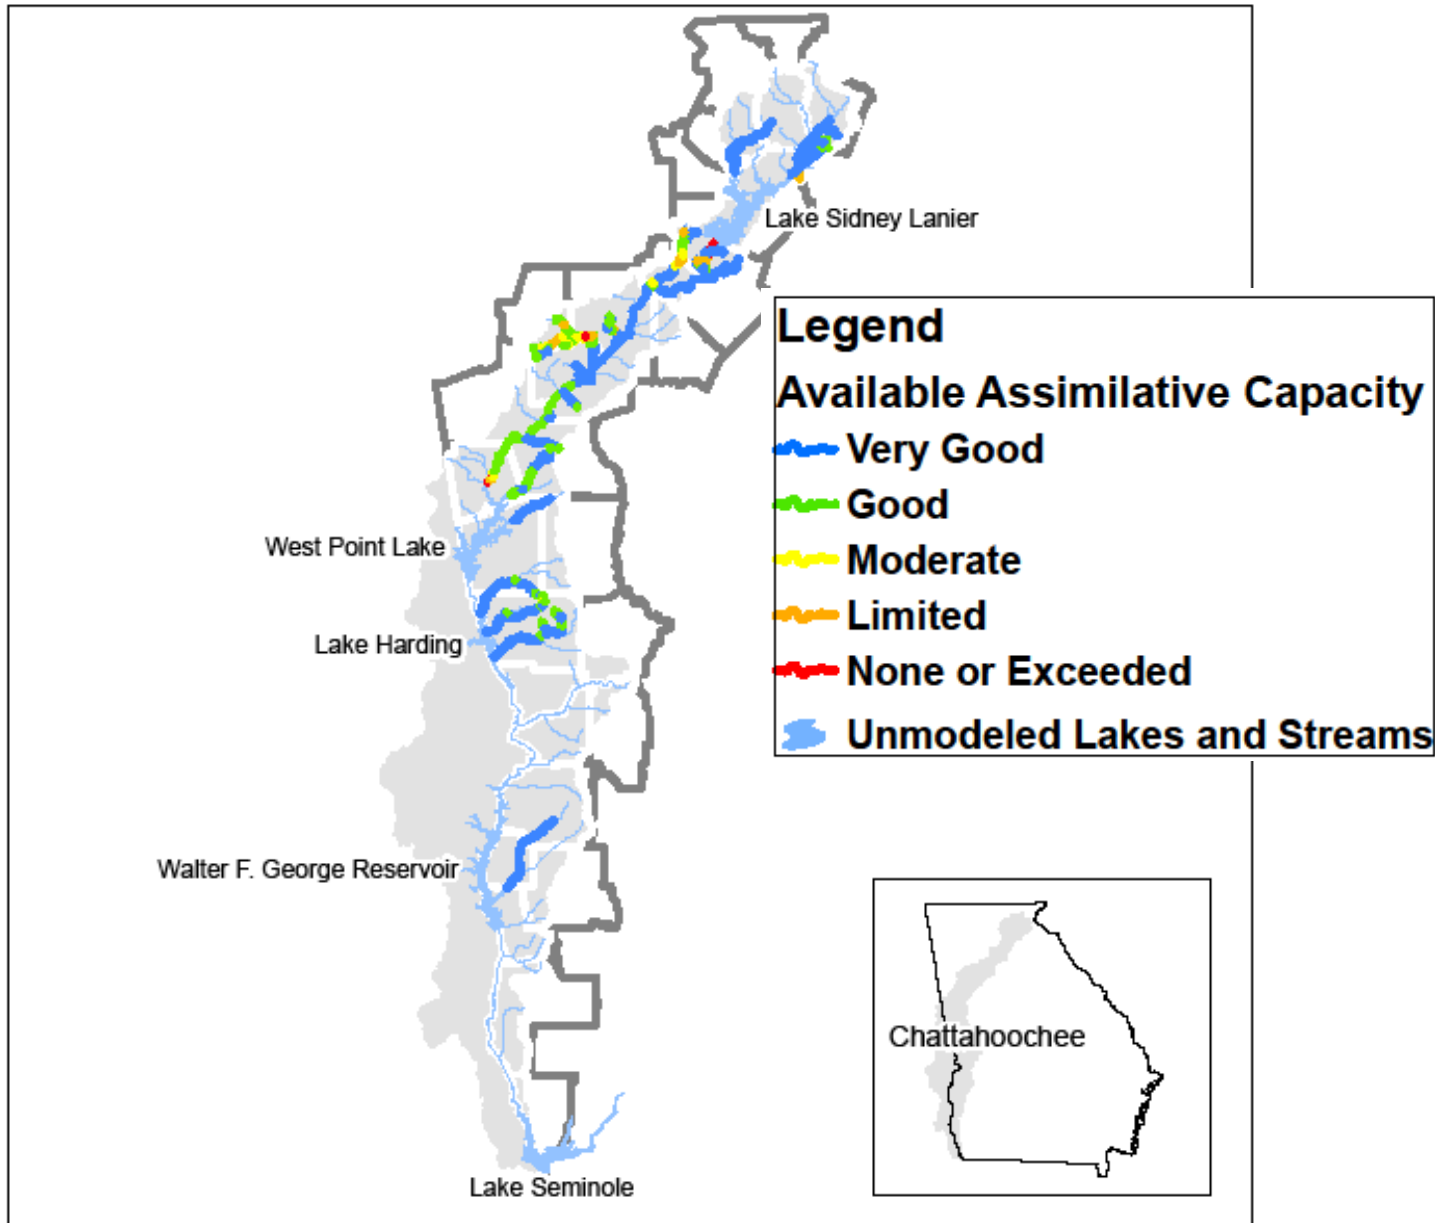 Lake Sidney Lanier
Legend
Available Assimilative Capacity
Very Good
Good
Moderate
Limited
None or Exceeded
Unmodeled Lakes and Streams
West Point Lake
Lake Harding
Walter F. George Reservoir
Chattahoochee
Lake Seminole